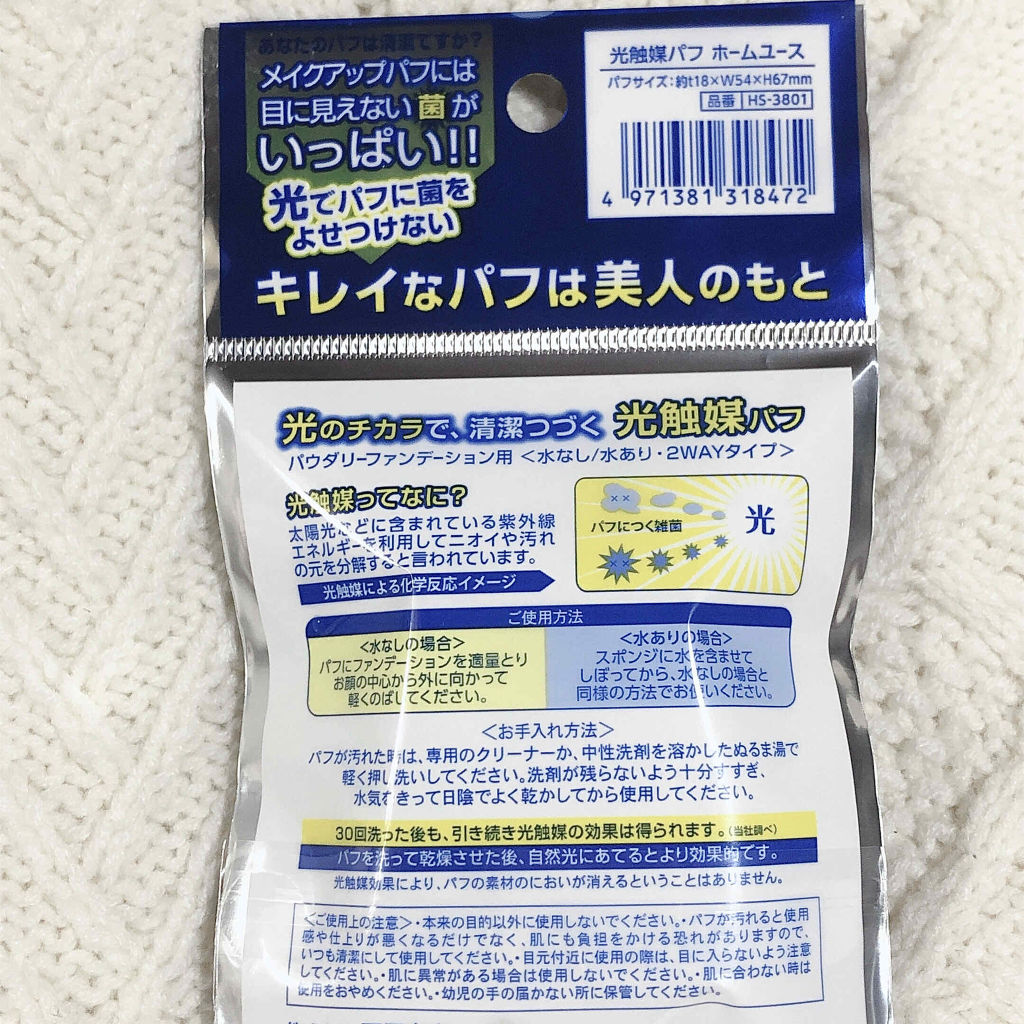 あなたのパフは清潔ですか?
メイクアップパフには
目に見えない菌が
いっぱい!!
光でパフに菌を
よせつけない
光触媒パフ ホームユース
パフサイズ:約t18×W54×H67mm
品番 HS-3801
4 971381 318472
キレイなパフは美人のもと
光のチカラで、清潔つづく 光触媒パフ
パウダリーファンデーション用 <水なし/水あり・2WAYタイプ>
光触媒ってなに?
太陽光などに含まれている紫外線
エネルギーを利用してニオイや汚れ
の元を分解すると言われています。
光触媒による化学反応イメージ
パフにつく雑菌
光
ご使用方法
<水なしの場合>
パフにファンデーションを適量とり
お顔の中心から外に向かって
軽くのばしてください。
<水ありの場合>
スポンジに水を含ませて
しぼってから、水なしの場合と
同様の方法でお使いください。
<お手入れ方法>
パフが汚れた時は、専用のクリーナーか、中性洗剤を溶かしたぬるま湯で
軽く押し洗いしてください。洗剤が残らないよう十分すすぎ、
水気をきって日陰でよく乾かしてから使用してください。
30回洗った後も、引き続き光触媒の効果は得られます。(当社調べ)
パフを洗って乾燥させた後、自然光にあてるとより効果的です。
光触媒効果により、パフの素材のにおいが消えるということはありません。
<ご使用上の注意>・本来の目的以外に使用しないでください。・パフが汚れると使用
感や仕上りが悪くなるだけでなく、肌にも負担をかける恐れがありますので、
いつも清潔にして使用してください。・目元付近に使用の際は、目に入らないよう注意
してください。・肌に異常がある場合は使用しないでください。・肌に合わない時は
使用をおやめください。・幼児の手の届かない所に保管してください。